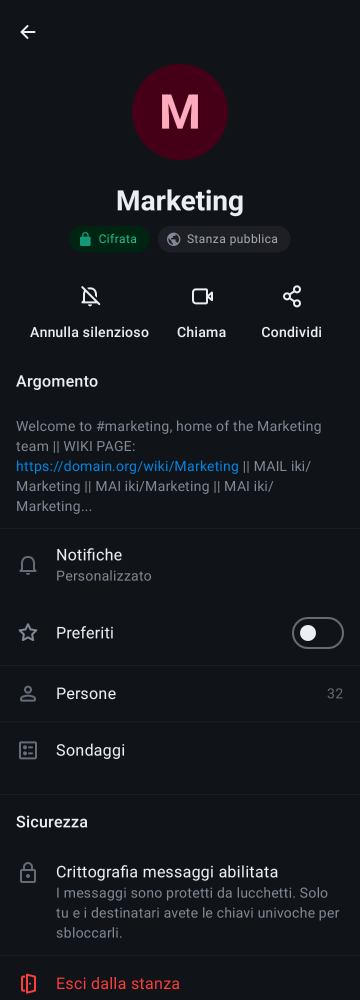 M
Marketing
Cifrata
Stanza pubblica
Annulla silenzioso
Chiama
Condividi
Argomento
Welcome to #marketing, home of the Marketing
team || WIKI PAGE:
https://domain.org/wiki/Marketing || MAIL iki/
Marketing || MAI iki/Marketing || MAI iki/
Marketing...
Notifiche
Personalizzato
Preferiti
Persone
32
Sondaggi
Sicurezza
Crittografia messaggi abilitata
I messaggi sono protetti da lucchetti. Solo
tu e i destinatari avete le chiavi univoche per
sbloccarli.
Esci dalla stanza